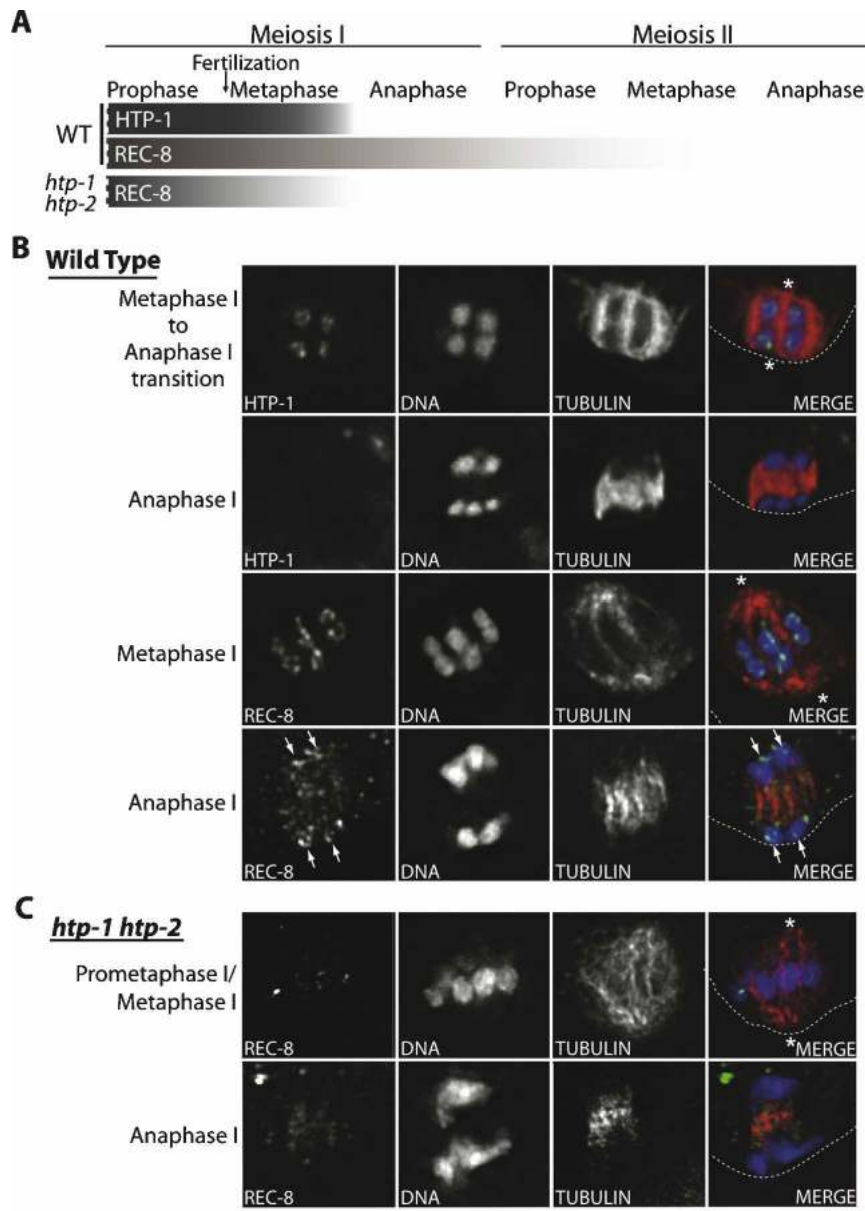 A
Meiosis I Meiosis II
Fertilization
Prophase Metaphase Anaphase Prophase Metaphase Anaphase
WT
HTP-1
REC-8
htp-1
htp-2
REC-8
B Wild Type
Metaphase I
to
Anaphase I
transition
HTP-1 DNA TUBULIN MERGE
* *
Anaphase I
HTP-1 DNA TUBULIN MERGE
Metaphase I
REC-8 DNA TUBULIN MERGE
* *
Anaphase I
REC-8 DNA TUBULIN MERGE
C htp-1 htp-2
Prometaphase I/
Metaphase I
REC-8 DNA TUBULIN MERGE
* *
Anaphase I
REC-8 DNA TUBULIN MERGE